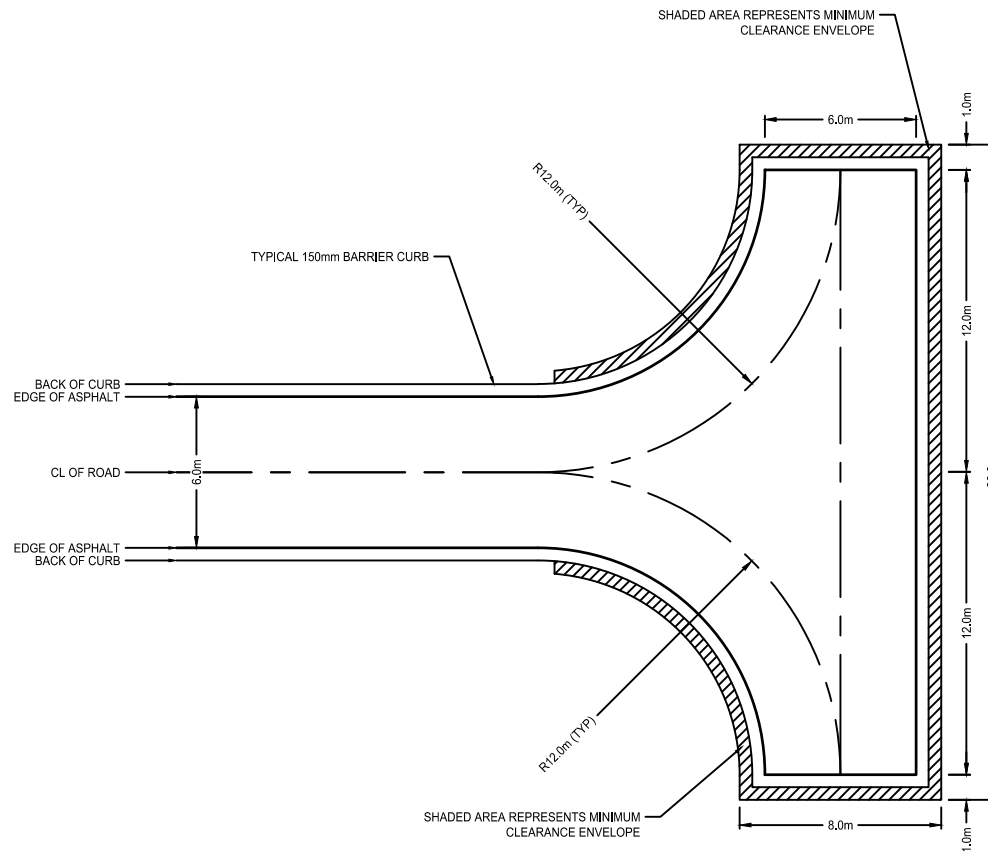 SHADED AREA REPRESENTS MINIMUM
CLEARANCE ENVELOPE
1.0m
6.0m
R12.0m (TYP)
TYPICAL 150mm BARRIER CURB
12.0m
BACK OF CURB
EDGE OF ASPHALT
CL OF ROAD
6.0m
EDGE OF ASPHALT
BACK OF CURB
12.0m
R12.0m (TYP)
SHADED AREA REPRESENTS MINIMUM
CLEARANCE ENVELOPE
8.0m
1.0m